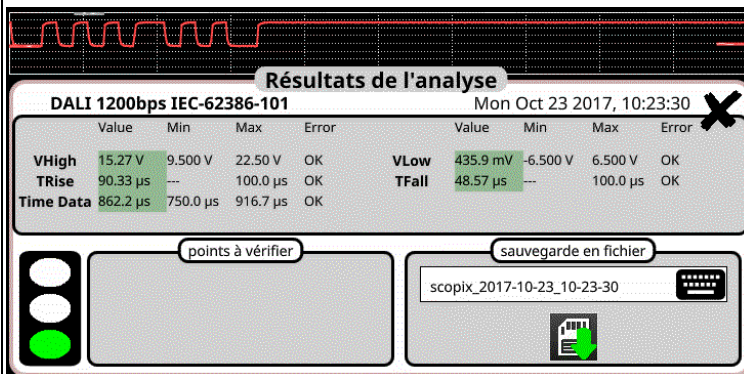 Résultats de l'analyse
DALI 1200bps IEC-62386-101 Mon Oct 23 2017, 10:23:30
Value Min Max Error Value Min Max Error
VHigh 15.27 V 9.500 V 22.50 V OK VLow 435.9 mV -6.500 V 6.500 V OK
TRise 90.33 µs --- 100.0 µs OK TFall 48.57 µs --- 100.0 µs OK
Time Data 862.2 µs 750.0 µs 916.7 µs OK
points à vérifier sauvegarde en fichier
scopix_2017-10-23_10-23-30